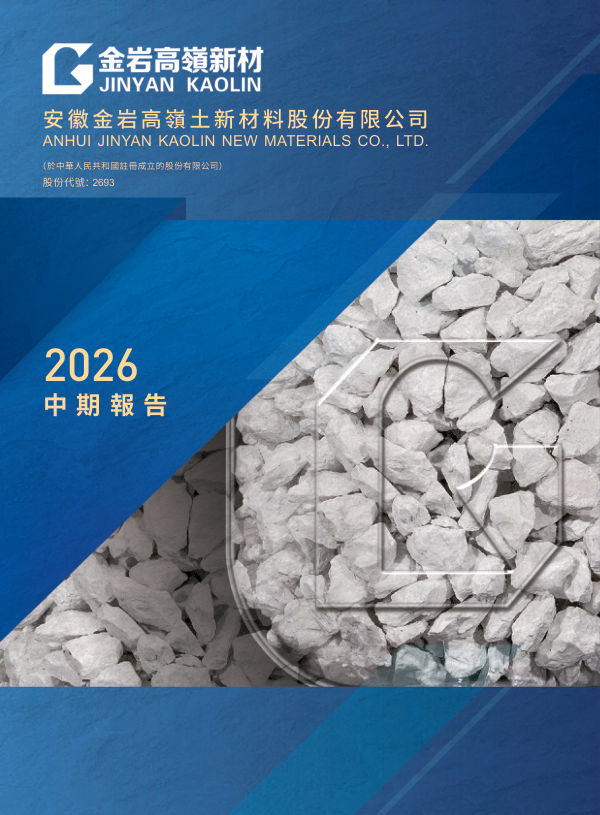 金岩高嶺新材
JINYAN KAOLIN
安徽金岩高嶺土新材料股份有限公司
ANHUI JINYAN KAOLIN NEW MATERIALS CO., LTD.
(於中華人民共和國註冊成立的股份有限公司)
股份代號：2693
2026
中期報告